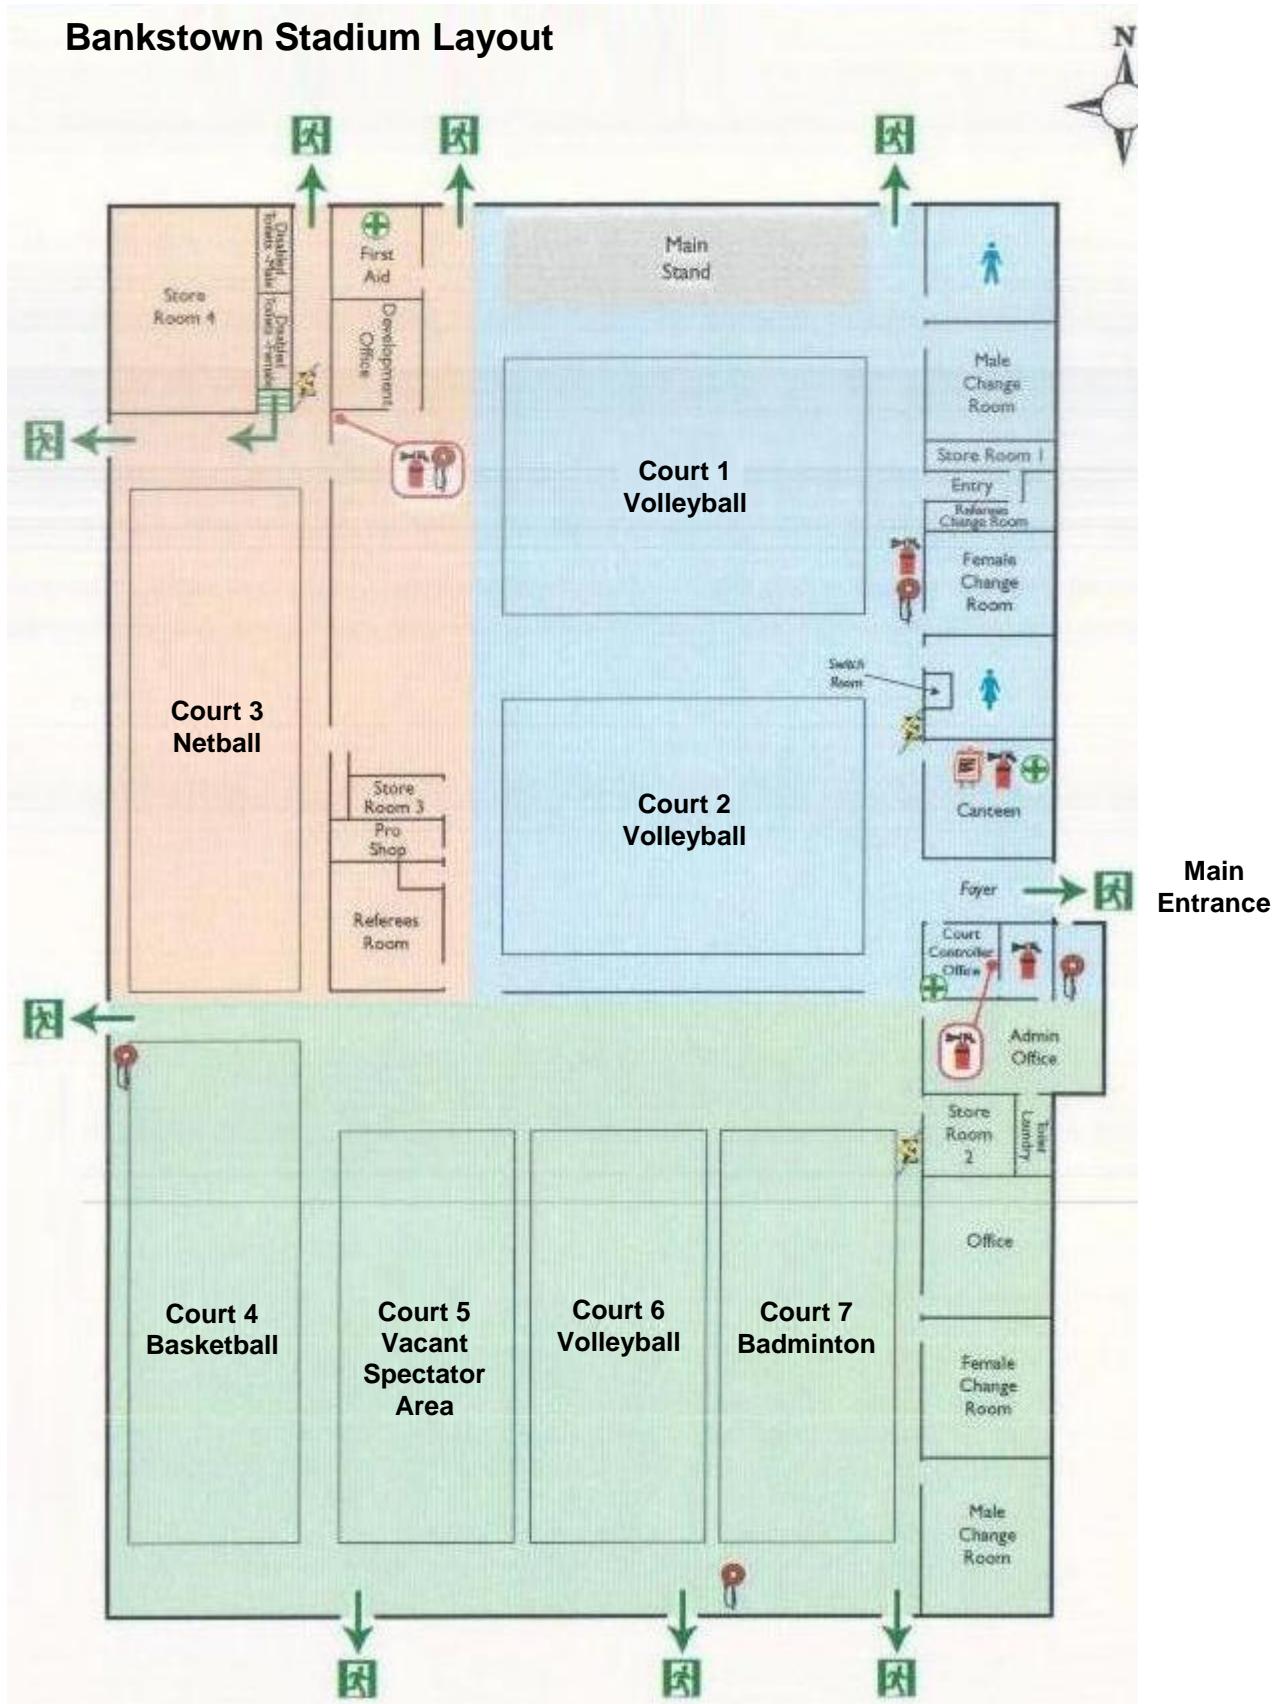 Bankstown Stadium Layout
N
Disabled
Toilets - Male
First
Aid
Main
Stand
Store
Room 4
Disabled
Toilets - Female
Development
Office
Male
Change
Room
Store Room 1
Court 1
Volleyball
Entry
Referees
Change Room
Female
Change
Room
Switch
Room
Court 3
Netball
Store
Room 3
Court 2
Volleyball
Canteen
Pro
Shop
Main
Entrance
Foyer
Referees
Room
Court
Controller
Office
Admin
Office
Store
Room
2
Toilet
Laundry
Office
Court 4
Basketball
Court 5
Vacant
Spectator
Area
Court 6
Volleyball
Court 7
Badminton
Female
Change
Room
Male
Change
Room